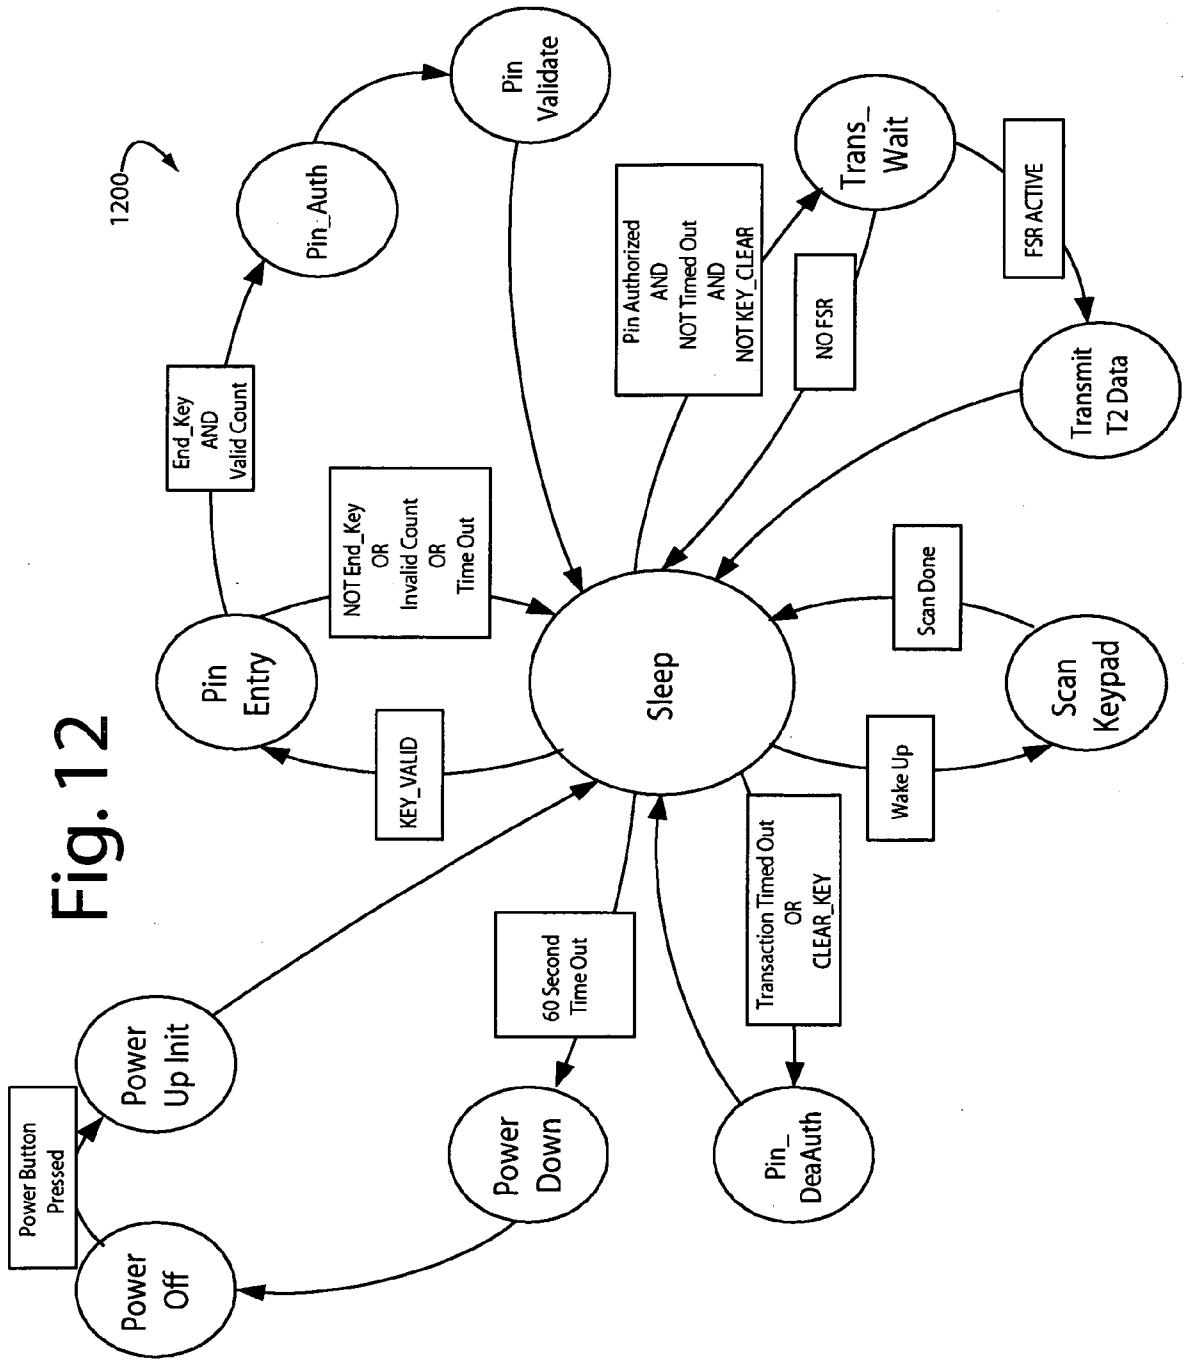 Fig. 12
1200
Power Button
Pressed
Power
Off
Power
Up Init
Power
Down
60 Second
Time Out
KEY_VALID
Pin
Entry
End_Key
AND
Valid Count
Pin_Auth
Pin
Validate
NOT End_Key
OR
Invalid Count
OR
Time Out
Sleep
Pin Authorized
AND
NOT Timed Out
AND
NOT KEY_CLEAR
Trans_
Wait
NO FSR
FSR ACTIVE
Transmit
T2 Data
Scan Done
Scan
Keypad
Wake Up
Transaction Timed Out
OR
CLEAR_KEY
Pin_
DeaAuth